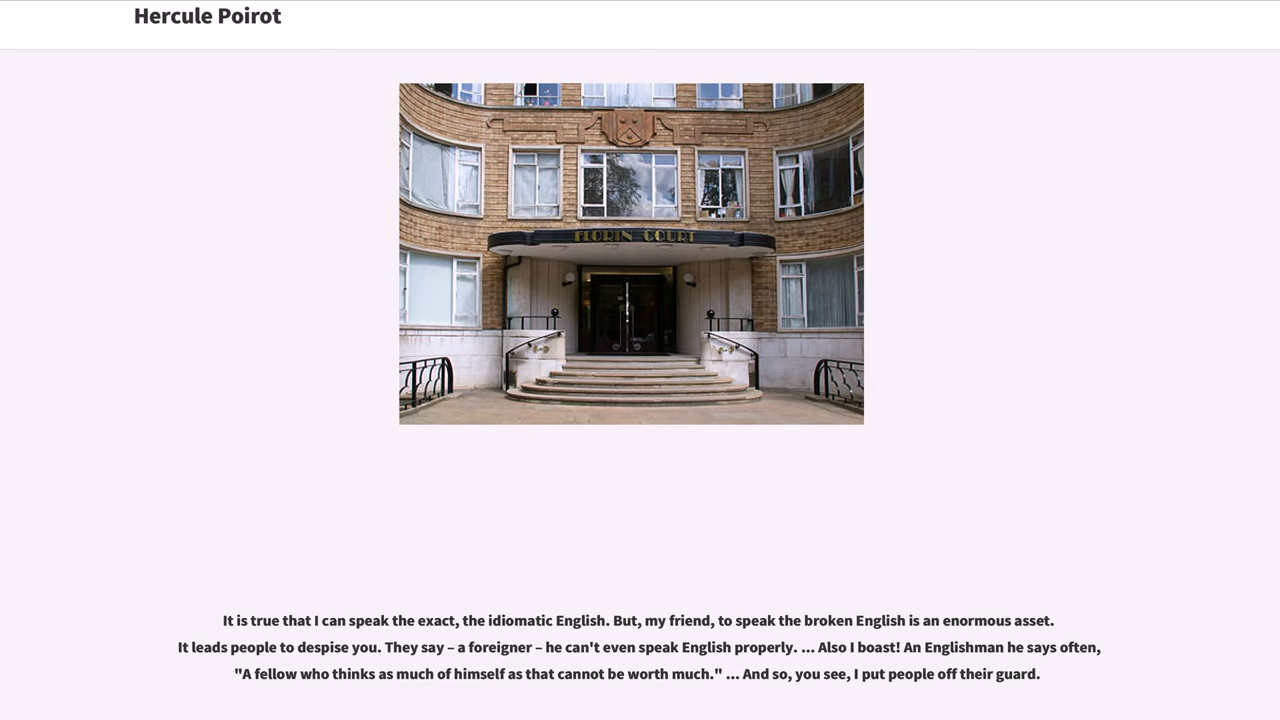 Hercule Poirot
FLORIN COURT
It is true that I can speak the exact, the idiomatic English. But, my friend, to speak the broken English is an enormous asset.
It leads people to despise you. They say – a foreigner – he can't even speak English properly. ... Also I boast! An Englishman he says often,
"A fellow who thinks as much of himself as that cannot be worth much." ... And so, you see, I put people off their guard.